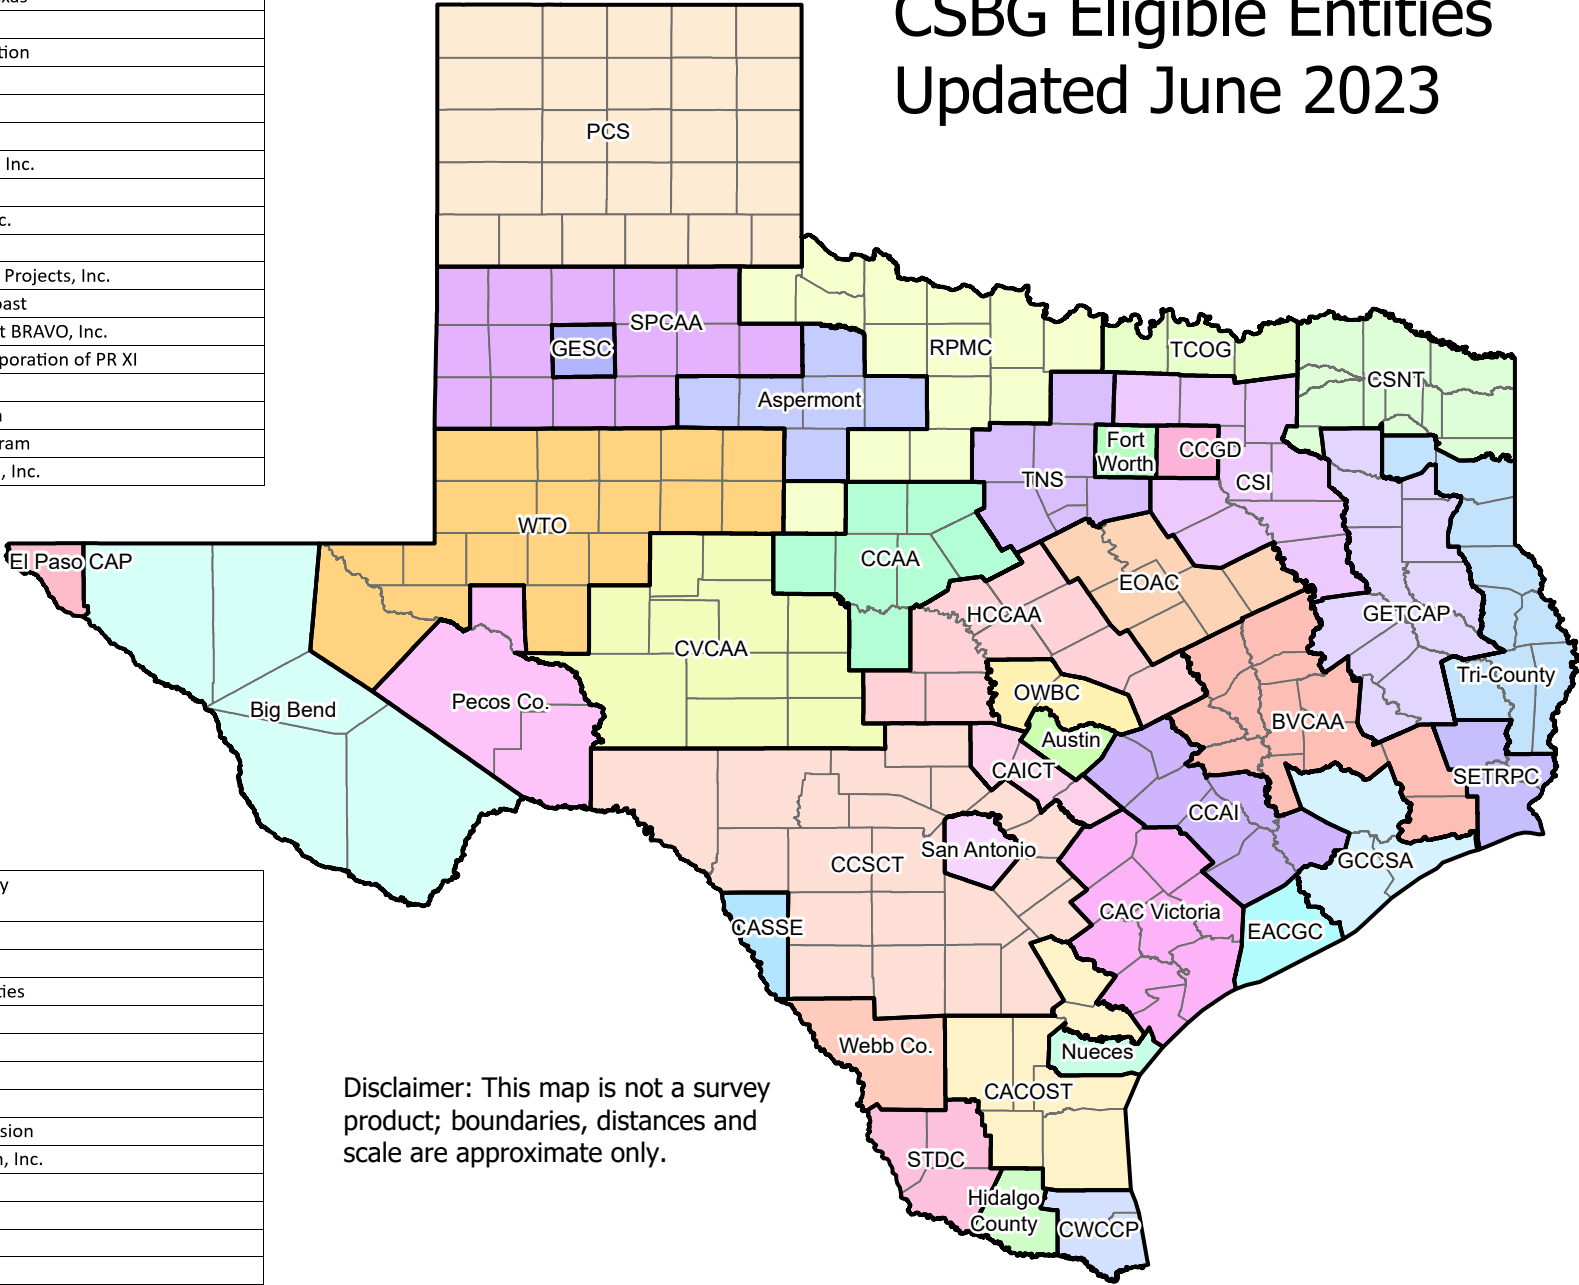 CSBG Eligible Entities
Updated June 2023
tion
Inc.
c.
Projects, Inc.
oast
t BRAVO, Inc.
poration of PR XI
ram
, Inc.
PCS
SPCAA
GESC
Aspermont
RPMC
TCOG
CSNT
Fort
Worth
CCGD
TNS
CSI
WTO
El Paso CAP
CCAA
EOAC
HCCAA
GETCAP
CVCAA
Tri-County
Big Bend
Pecos Co.
OWBC
BVCAA
Austin
CAICT
SETRPC
CCAI
San Antonio
CCSCT
GCCSA
CAC Victoria
CASSE
EACGC
Webb Co.
Nueces
CACOST
STDC
Hidalgo
County
CWCCP
y
ties
sion
n, Inc.
Disclaimer: This map is not a survey
product; boundaries, distances and
scale are approximate only.